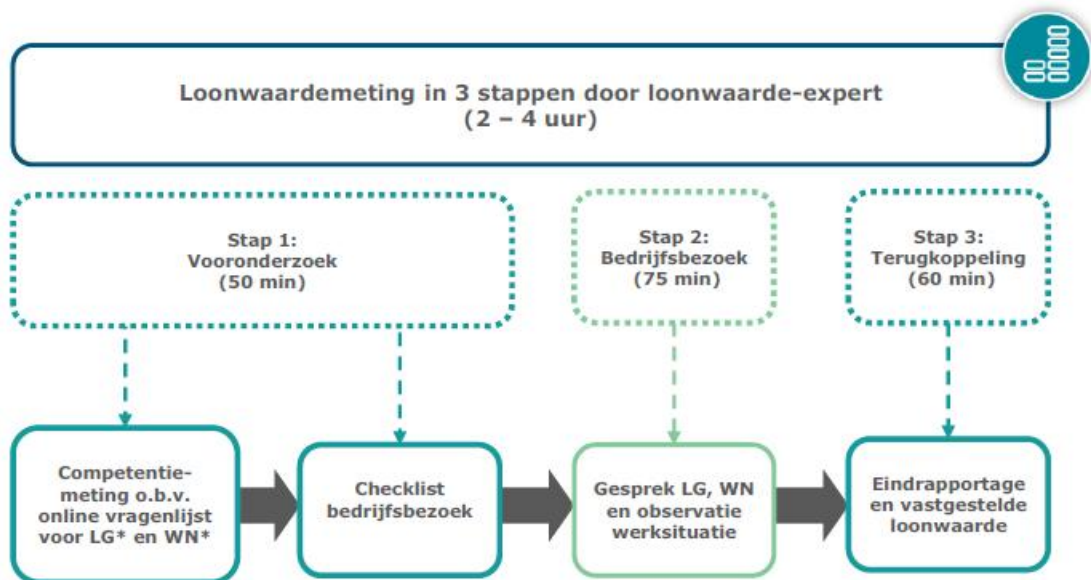 Loonwaardemeting in 3 stappen door loonwaarde-expert
(2 – 4 uur)
Stap 1:
Vooronderzoek
(50 min)
Stap 2:
Bedrijfsbezoek
(75 min)
Stap 3:
Terugkoppeling
(60 min)
Competentie-
meting o.b.v.
online vragenlijst
voor LG* en WN*
Checklist
bedrijfsbezoek
Gesprek LG, WN
en observatie
werksituatie
Eindrapportage
en vastgestelde
loonwaarde